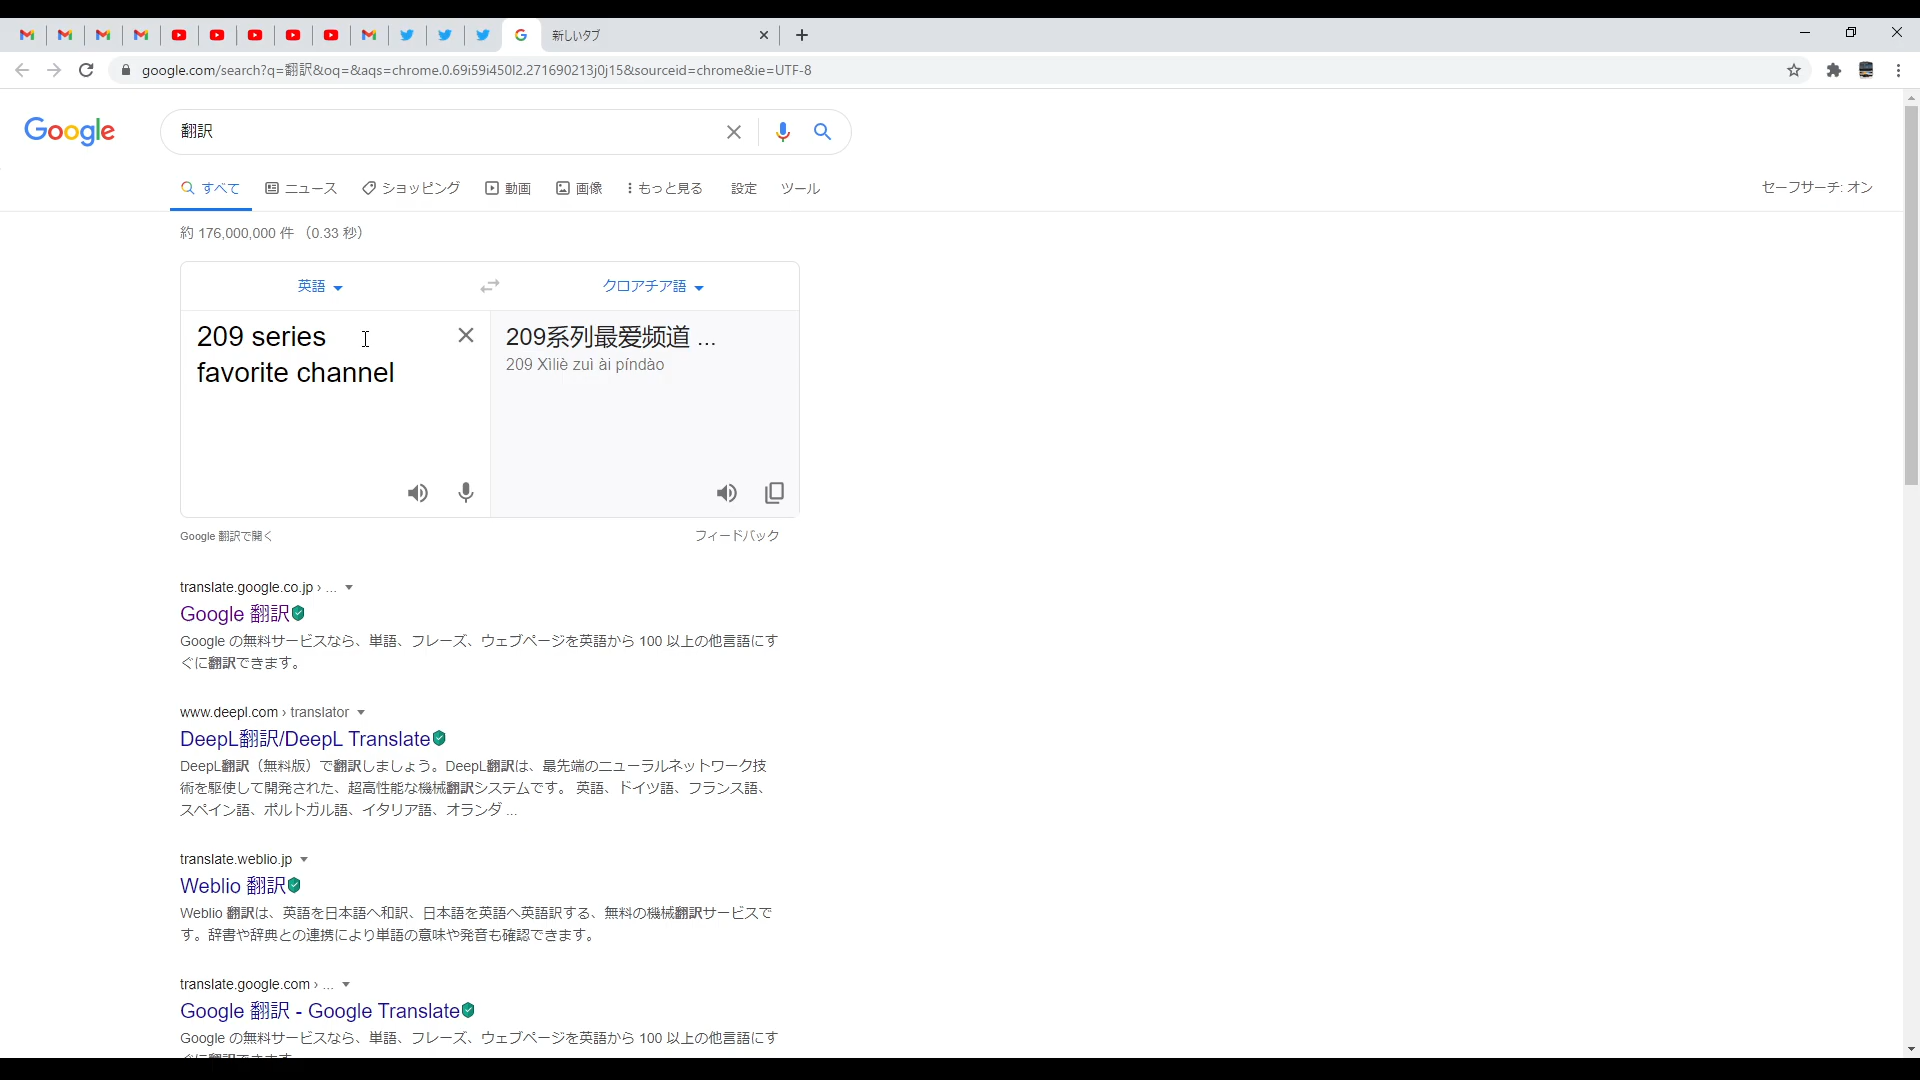 新しいタブ
google.com/search?q=翻訳&oq=&aqs=chrome.0.69i59i450l2.271690213j0j15&sourceid=chrome&ie=UTF-8
Google
翻訳
すべて ニュース ショッピング 動画 画像 もっと見る 設定 ツール セーフサーチ: オン
約 176,000,000 件 （0.33 秒）
英語 クロアチア語
209 series
favorite channel
209系列最爱频道 ...
209 Xìliè zuì ài píndào
Google 翻訳で開く フィードバック
translate.google.co.jp › ...
Google 翻訳
Google の無料サービスなら、単語、フレーズ、ウェブページを英語から 100 以上の他言語にす
ぐに翻訳できます。
www.deepl.com › translator
DeepL翻訳/DeepL Translate
DeepL翻訳（無料版）で翻訳しましょう。DeepL翻訳は、最先端のニューラルネットワーク技
術を駆使して開発された、超高性能な機械翻訳システムです。 英語、ドイツ語、フランス語、
スペイン語、ポルトガル語、イタリア語、オランダ ...
translate.weblio.jp
Weblio 翻訳
Weblio 翻訳は、英語を日本語へ和訳、日本語を英語へ英語訳する、無料の機械翻訳サービスで
す。辞書や辞典との連携により単語の意味や発音も確認できます。
translate.google.com › ...
Google 翻訳 - Google Translate
Google の無料サービスなら、単語、フレーズ、ウェブページを英語から 100 以上の他言語にす